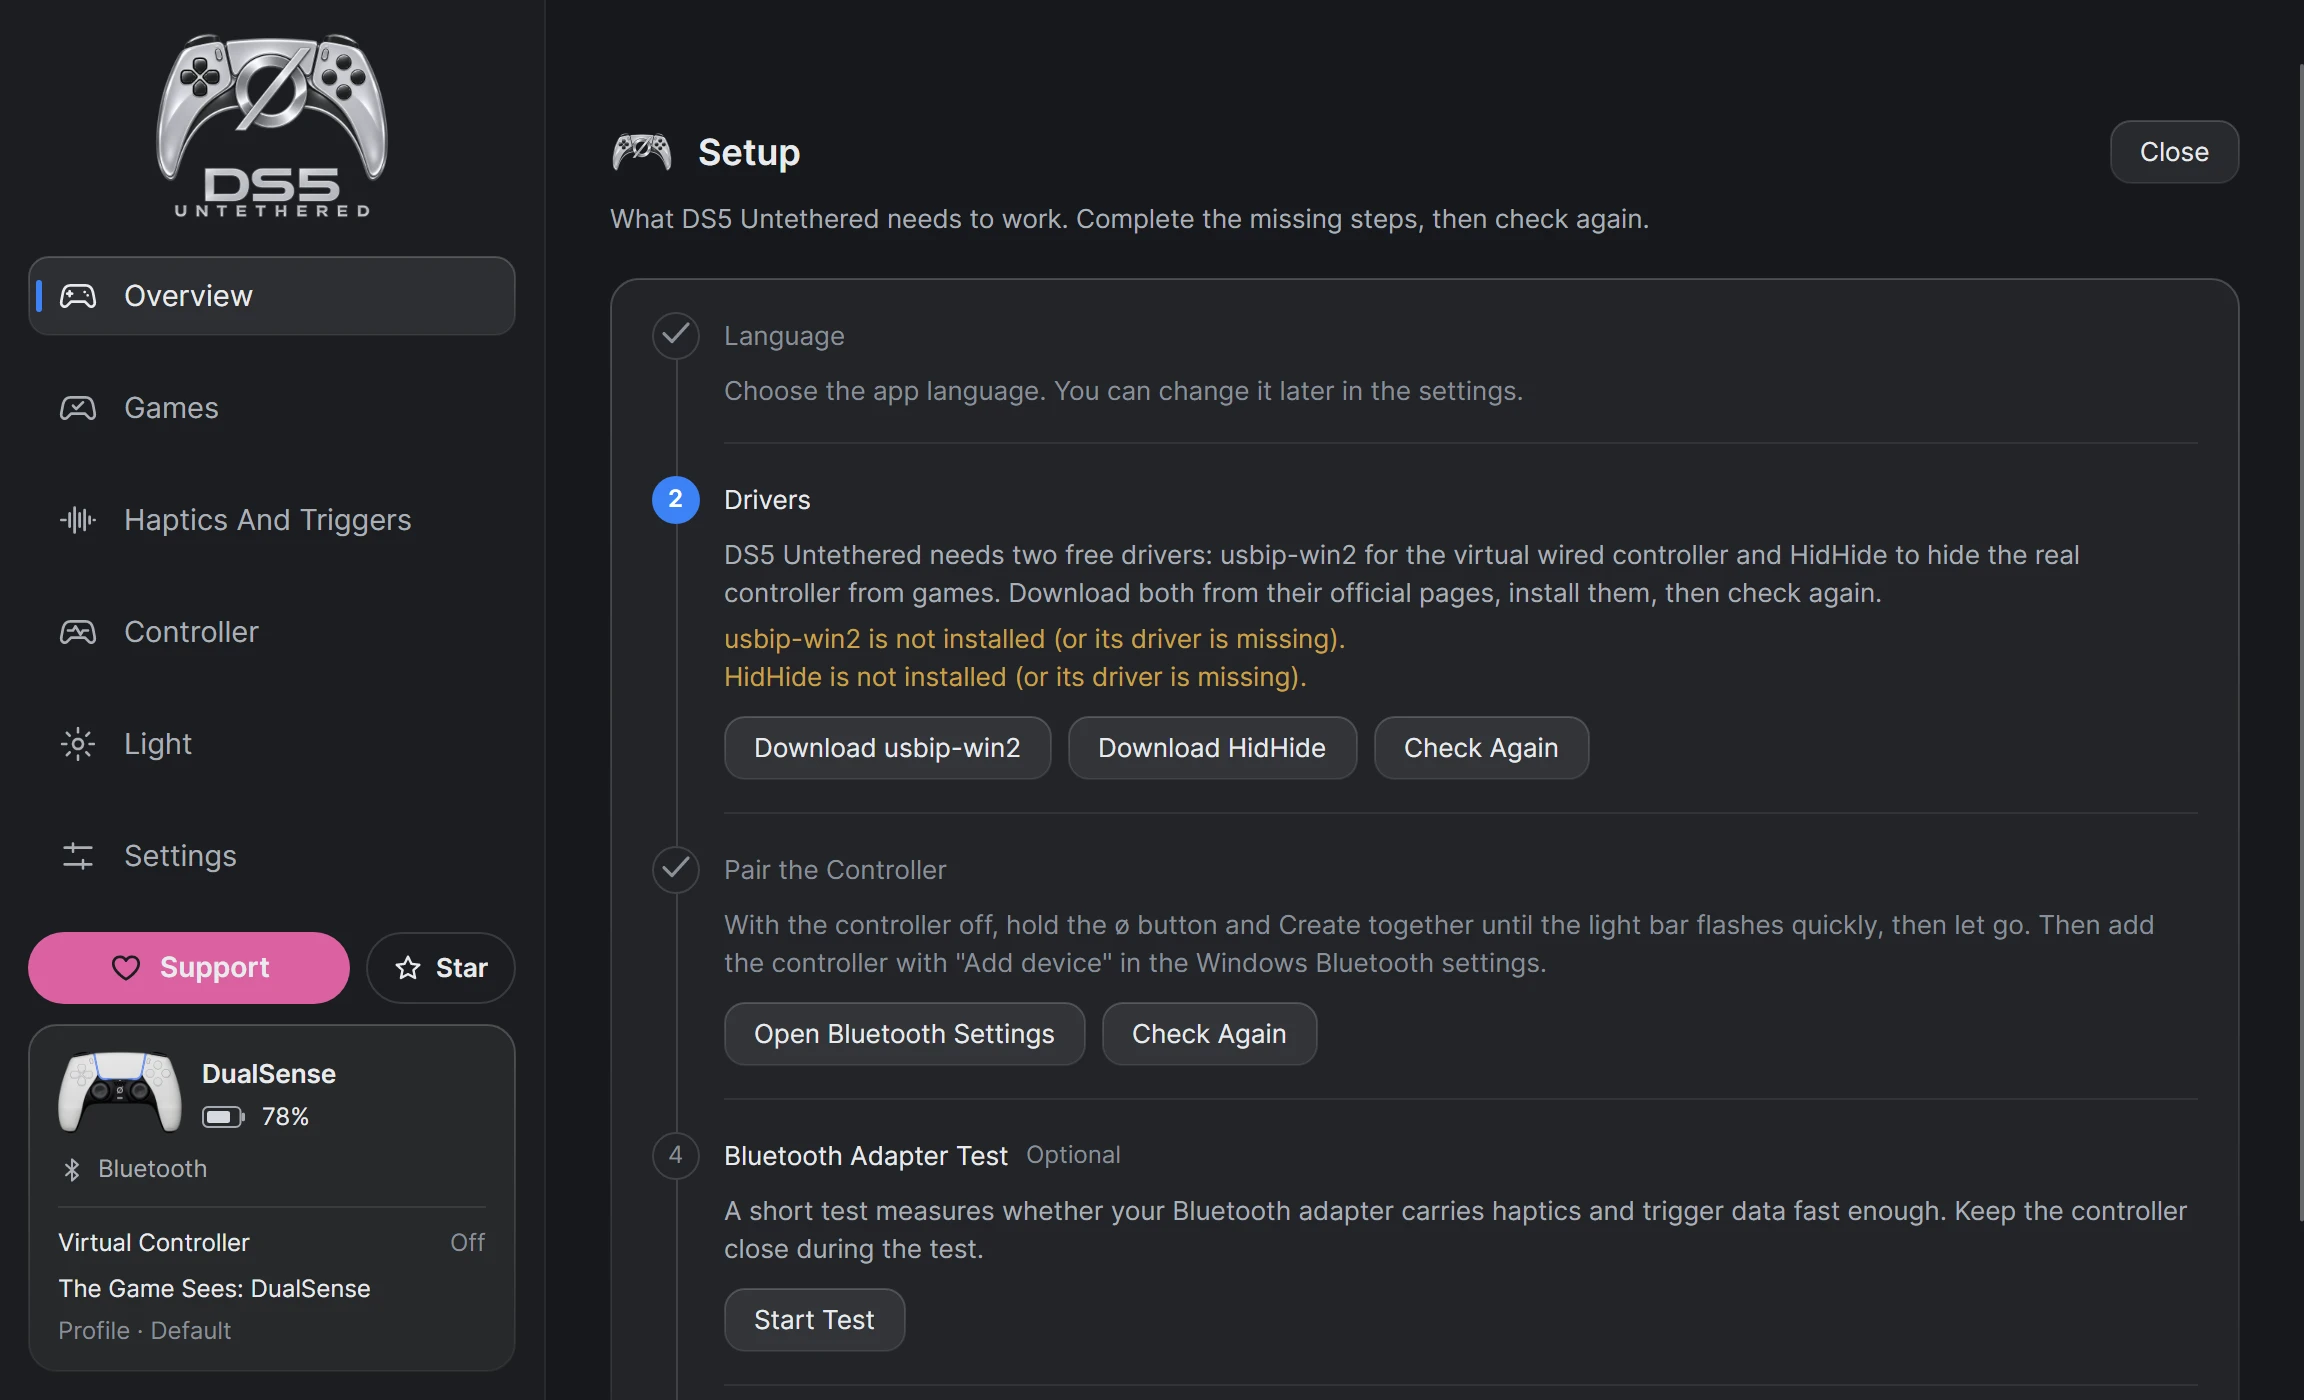 DS5
UNTETHERED
Overview
Games
Haptics And Triggers
Controller
Light
Settings
Support
Star
DualSense
78%
Bluetooth
Virtual Controller Off
The Game Sees: DualSense
Profile · Default
Setup
Close
What DS5 Untethered needs to work. Complete the missing steps, then check again.
Language
Choose the app language. You can change it later in the settings.
2 Drivers
DS5 Untethered needs two free drivers: usbip-win2 for the virtual wired controller and HidHide to hide the real
controller from games. Download both from their official pages, install them, then check again.
usbip-win2 is not installed (or its driver is missing).
HidHide is not installed (or its driver is missing).
Download usbip-win2 Download HidHide Check Again
Pair the Controller
With the controller off, hold the ø button and Create together until the light bar flashes quickly, then let go. Then add
the controller with "Add device" in the Windows Bluetooth settings.
Open Bluetooth Settings Check Again
4 Bluetooth Adapter Test Optional
A short test measures whether your Bluetooth adapter carries haptics and trigger data fast enough. Keep the controller
close during the test.
Start Test